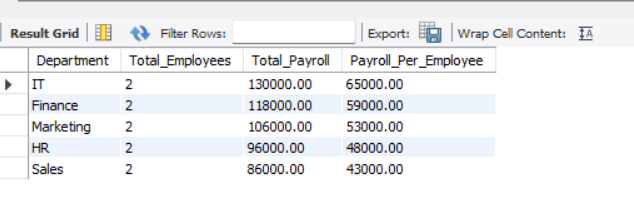 Result Grid Filter Rows: Export: Wrap Cell Content: IA
Department Total_Employees Total_Payroll Payroll_Per_Employee
IT 2 130000.00 65000.00
Finance 2 118000.00 59000.00
Marketing 2 106000.00 53000.00
HR 2 96000.00 48000.00
Sales 2 86000.00 43000.00